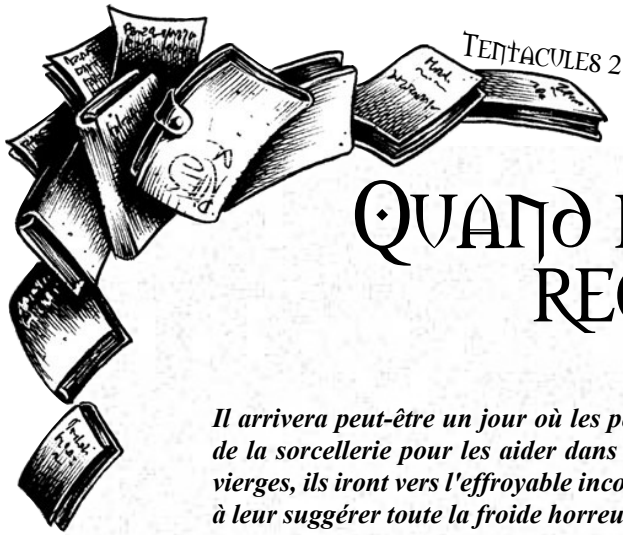 TENTACULES 2
QUAND
REC
Il arrivera peut-être un jour où les p
de la sorcellerie pour les aider dans
vierges, ils iront vers l'effroyable inco
à leur suggérer toute la froide horreu